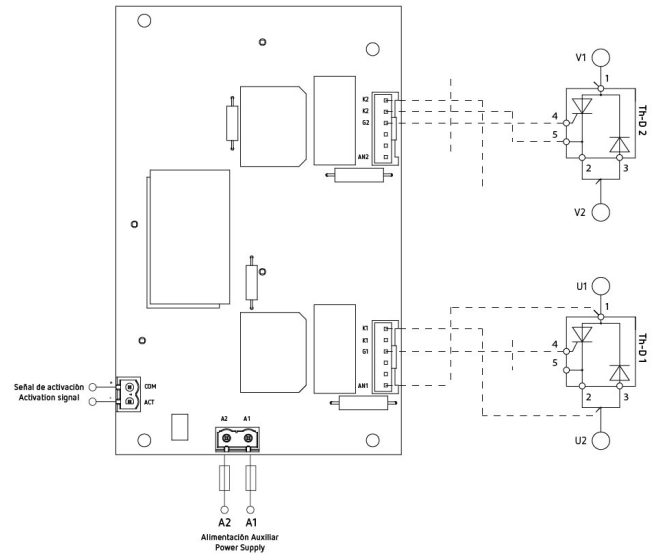 V1
1
K2
K2
G2
4
5
Th-D 2
AN2
2
3
V2
U1
1
K1
K1
G1
4
5
Th-D 1
AN1
2
3
Señal de activación
Activation signal
+
-
COM
ACT
A2
A1
U2
A2
A1
Alimentación Auxiliar
Power Supply